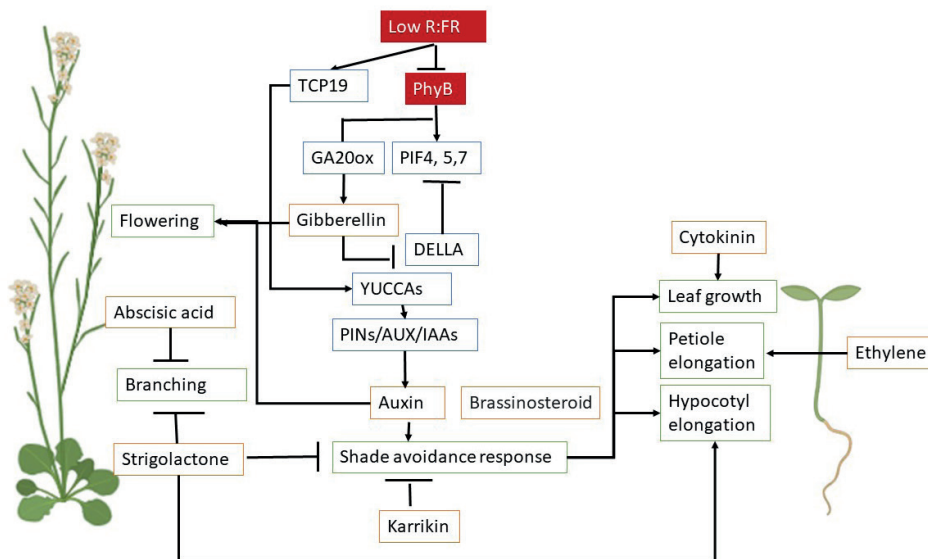 Low R:FR
TCP19
PhyB
GA20ox
PIF4, 5,7
Flowering
Gibberellin
DELLA
Cytokinin
YUCCAs
Leaf growth
Abscisic acid
PINs/AUX/IAAs
Petiole
elongation
Ethylene
Branching
Auxin
Brassinosteroid
Hypocotyl
elongation
Strigolactone
Shade avoidance response
Karrikin